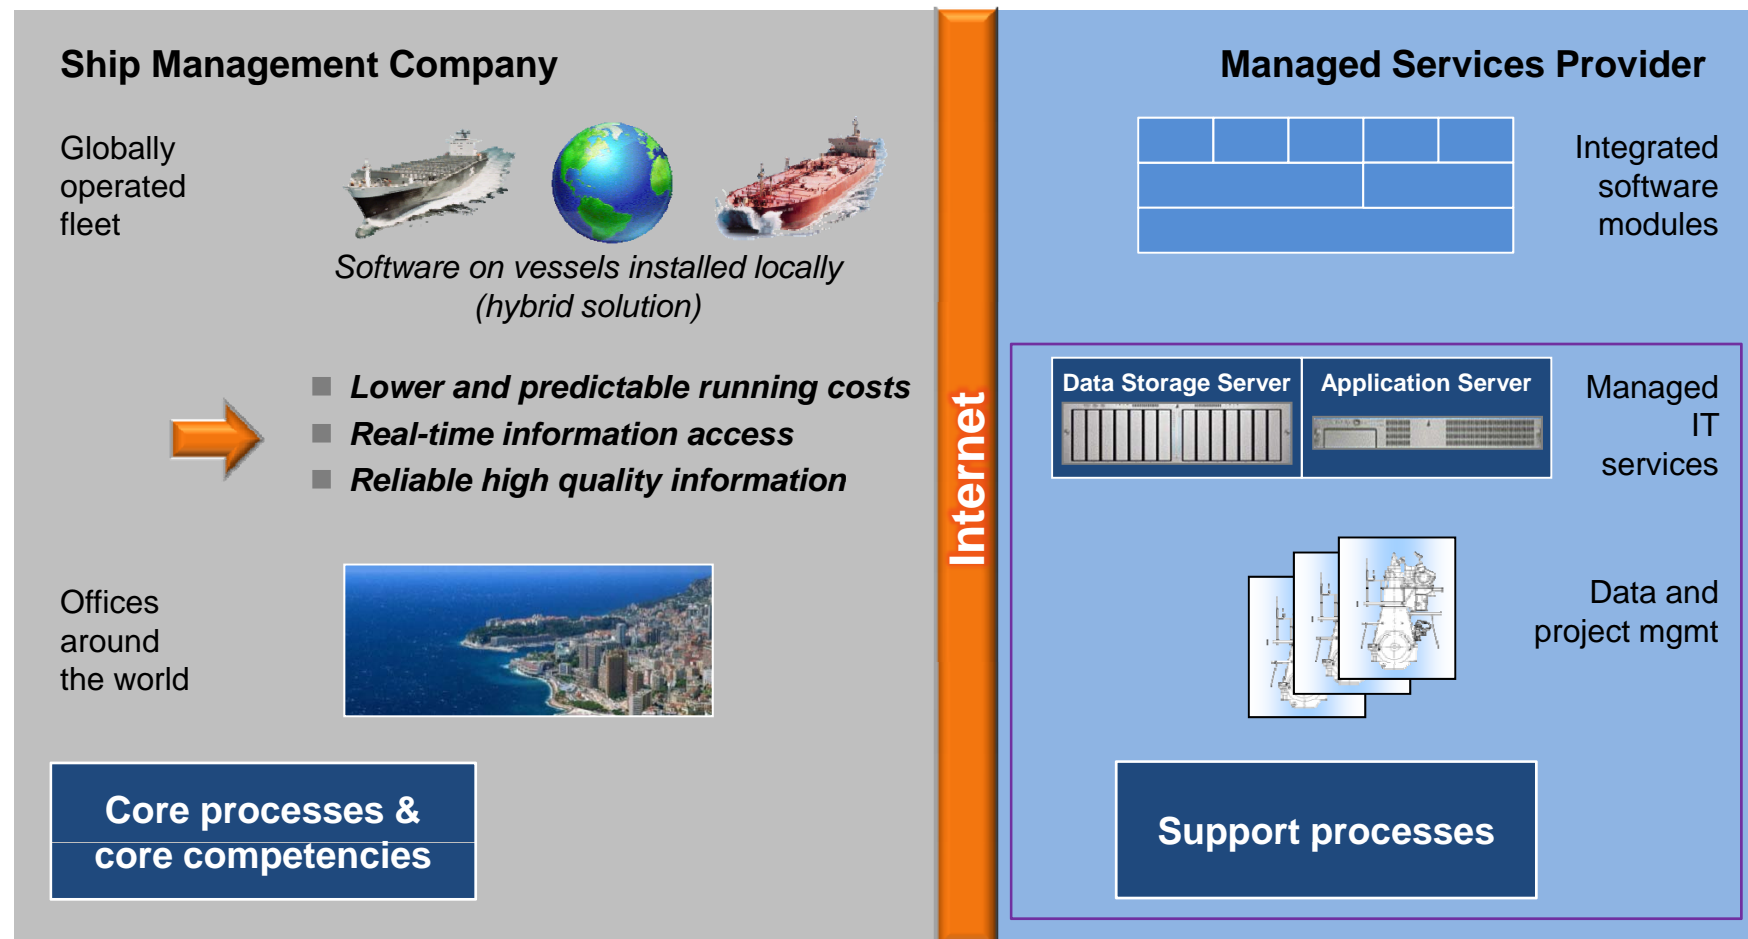 Ship Management Company
Globally
operated
fleet
Software on vessels installed locally
(hybrid solution)
Lower and predictable running costs
Real-time information access
Reliable high quality information
Offices
around
the world
Core processes &
core competencies
Internet
Managed Services Provider
Integrated
software
modules
Data Storage Server
Application Server
Managed
IT
services
Data and
project mgmt
Support processes